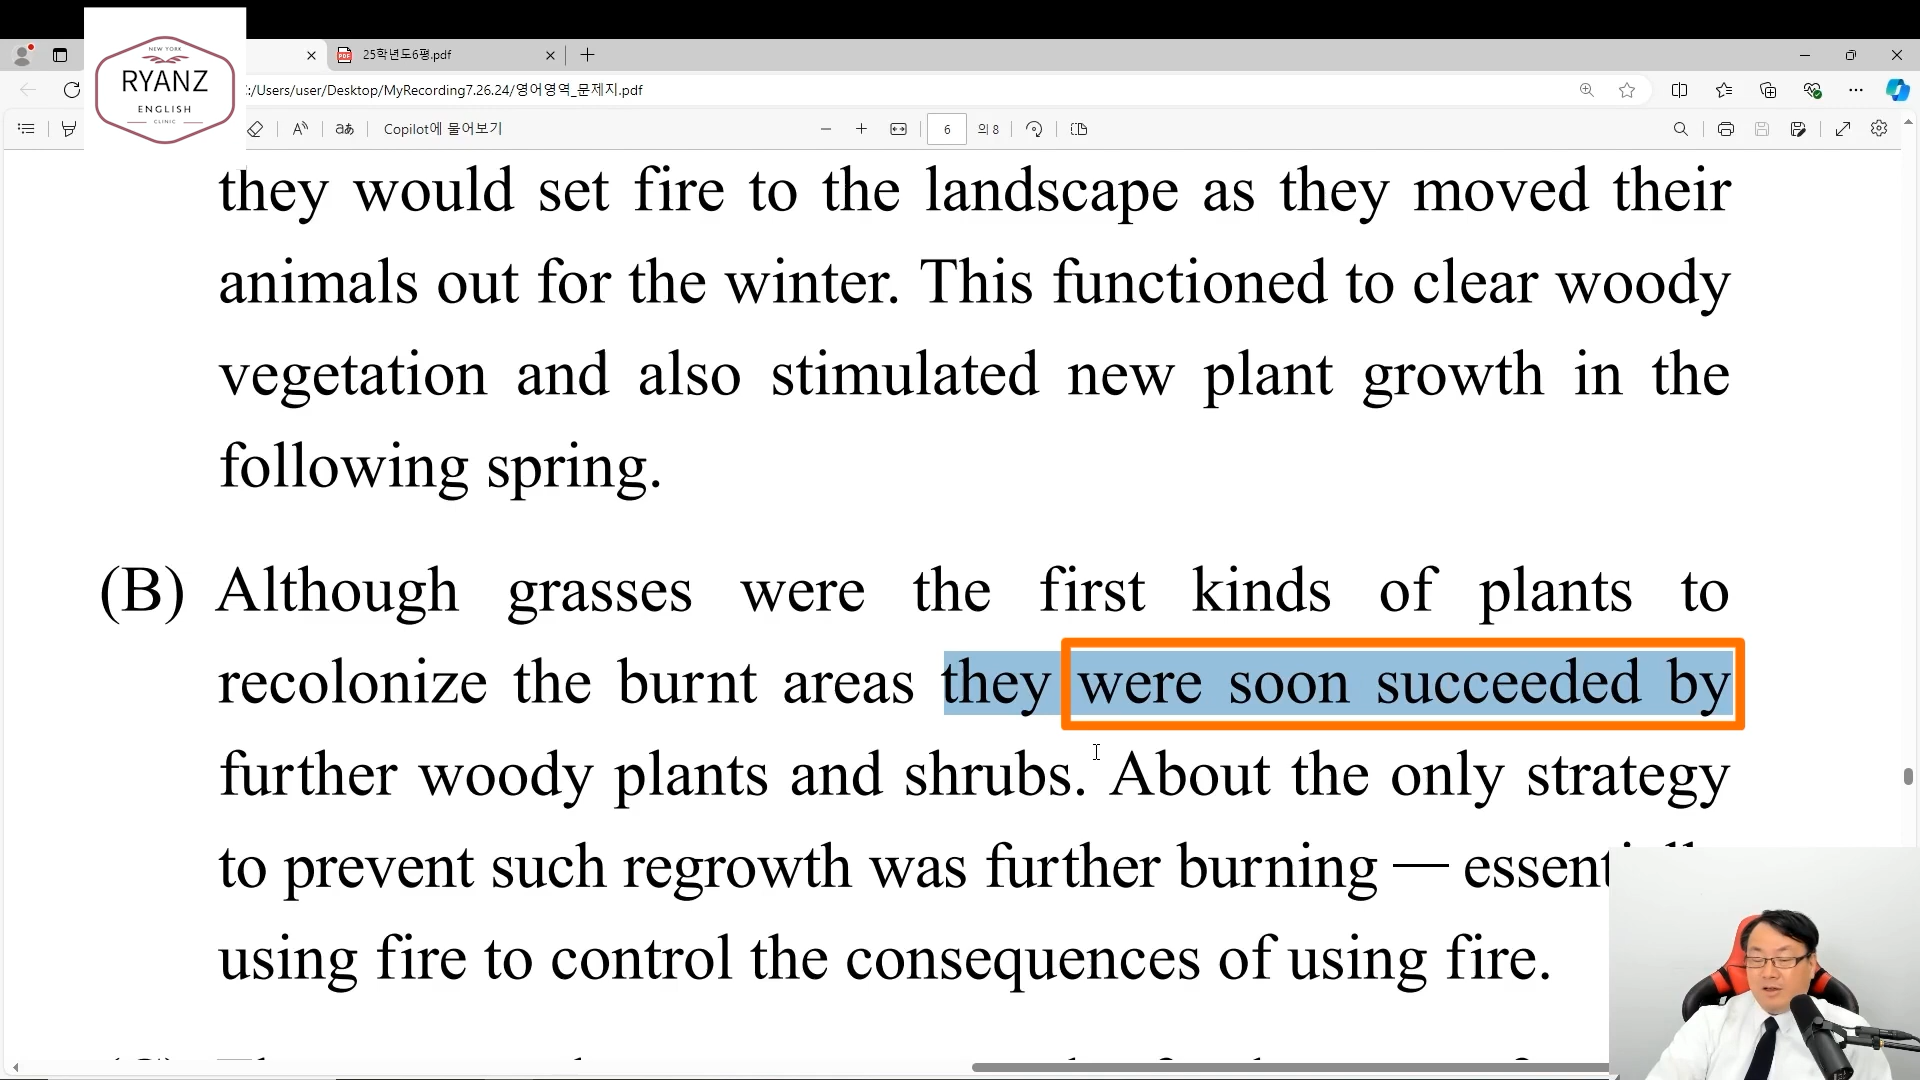 NEW YORK
RYANZ
ENGLISH
CLINIC
25학년도6평.pdf
:/Users/user/Desktop/MyRecording7.26.24/영어영역_문제지.pdf
Copilot에 물어보기
6 의 8
they would set fire to the landscape as they moved their
animals out for the winter. This functioned to clear woody
vegetation and also stimulated new plant growth in the
following spring.
(B) Although grasses were the first kinds of plants to
recolonize the burnt areas they were soon succeeded by
further woody plants and shrubs. About the only strategy
to prevent such regrowth was further burning — 
using fire to control the consequences of using fire.